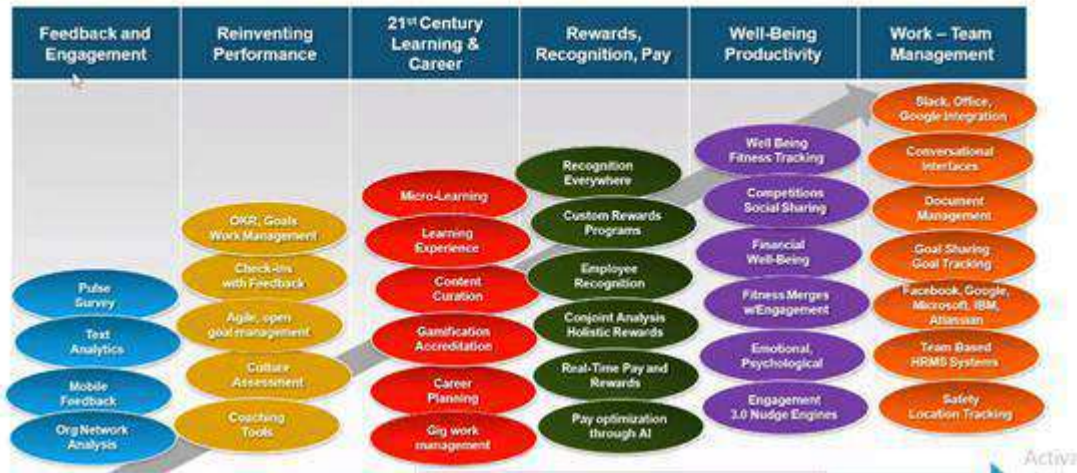 Feedback and
Engagement
Reinventing
Performance
21st Century
Learning &
Career
Rewards,
Recognition, Pay
Well-Being
Productivity
Work – Team
Management
Pulse
Survey
Text
Analytics
Mobile
Feedback
Org Network
Analysis
OKR, Goals
Work Management
Check-ins
with Feedback
Agile, open
goal management
Culture
Assessment
Coaching
Tools
Micro-Learning
Learning
Experience
Content
Curation
Gamification
Accreditation
Career
Planning
Gig work
management
Recognition
Everywhere
Custom Rewards
Programs
Employee
Recognition
Conjoint Analysis
Holistic Rewards
Real-Time Pay and
Rewards
Pay optimization
through AI
Well Being
Fitness Tracking
Competitions
Social Sharing
Financial
Well-Being
Fitness Merges
w/Engagement
Emotional,
Psychological
Engagement
3.0 Nudge Engines
Slack, Office,
Google Integration
Conversational
Interfaces
Document
Management
Goal Sharing
Goal Tracking
Facebook, Google,
Microsoft, IBM,
Atlassian
Team Based
HRMS Systems
Safety
Location Tracking
Activa